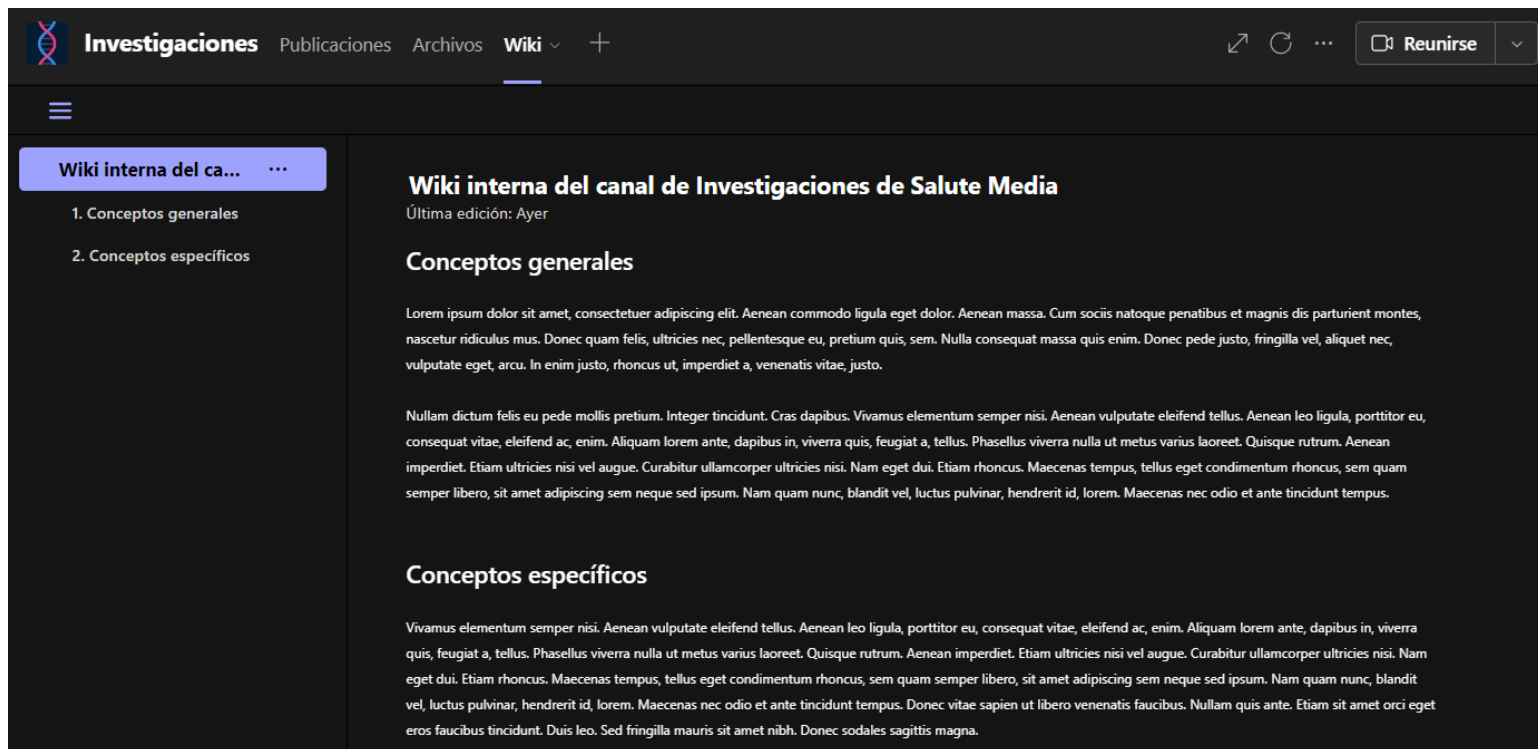 Investigaciones Publicaciones Archivos Wiki
Reunirse
Wiki interna del ca... ...
1. Conceptos generales
2. Conceptos específicos
Wiki interna del canal de Investigaciones de Salute Media
Última edición: Ayer
Conceptos generales
Lorem ipsum dolor sit amet, consectetuer adipiscing elit. Aenean commodo ligula eget dolor. Aenean massa. Cum sociis natoque penatibus et magnis dis parturient montes,
nascetur ridiculus mus. Donec quam felis, ultricies nec, pellentesque eu, pretium quis, sem. Nulla consequat massa quis enim. Donec pede justo, fringilla vel, aliquet nec,
vulputate eget, arcu. In enim justo, rhoncus ut, imperdiet a, venenatis vitae, justo.
Nullam dictum felis eu pede mollis pretium. Integer tincidunt. Cras dapibus. Vivamus elementum semper nisi. Aenean vulputate eleifend tellus. Aenean leo ligula, porttitor eu,
consequat vitae, eleifend ac, enim. Aliquam lorem ante, dapibus in, viverra quis, feugiat a, tellus. Phasellus viverra nulla ut metus varius laoreet. Quisque rutrum. Aenean
imperdiet. Etiam ultricies nisi vel augue. Curabitur ullamcorper ultricies nisi. Nam eget dui. Etiam rhoncus. Maecenas tempus, tellus eget condimentum rhoncus, sem quam
semper libero, sit amet adipiscing sem neque sed ipsum. Nam quam nunc, blandit vel, luctus pulvinar, hendrerit id, lorem. Maecenas nec odio et ante tincidunt tempus.
Conceptos específicos
Vivamus elementum semper nisi. Aenean vulputate eleifend tellus. Aenean leo ligula, porttitor eu, consequat vitae, eleifend ac, enim. Aliquam lorem ante, dapibus in, viverra
quis, feugiat a, tellus. Phasellus viverra nulla ut metus varius laoreet. Quisque rutrum. Aenean imperdiet. Etiam ultricies nisi vel augue. Curabitur ullamcorper ultricies nisi. Nam
eget dui. Etiam rhoncus. Maecenas tempus, tellus eget condimentum rhoncus, sem quam semper libero, sit amet adipiscing sem neque sed ipsum. Nam quam nunc, blandit
vel, luctus pulvinar, hendrerit id, lorem. Maecenas nec odio et ante tincidunt tempus. Donec vitae sapien ut libero venenatis faucibus. Nullam quis ante. Etiam sit amet orci eget
eros faucibus tincidunt. Duis leo. Sed fringilla mauris sit amet nibh. Donec sodales sagittis magna.